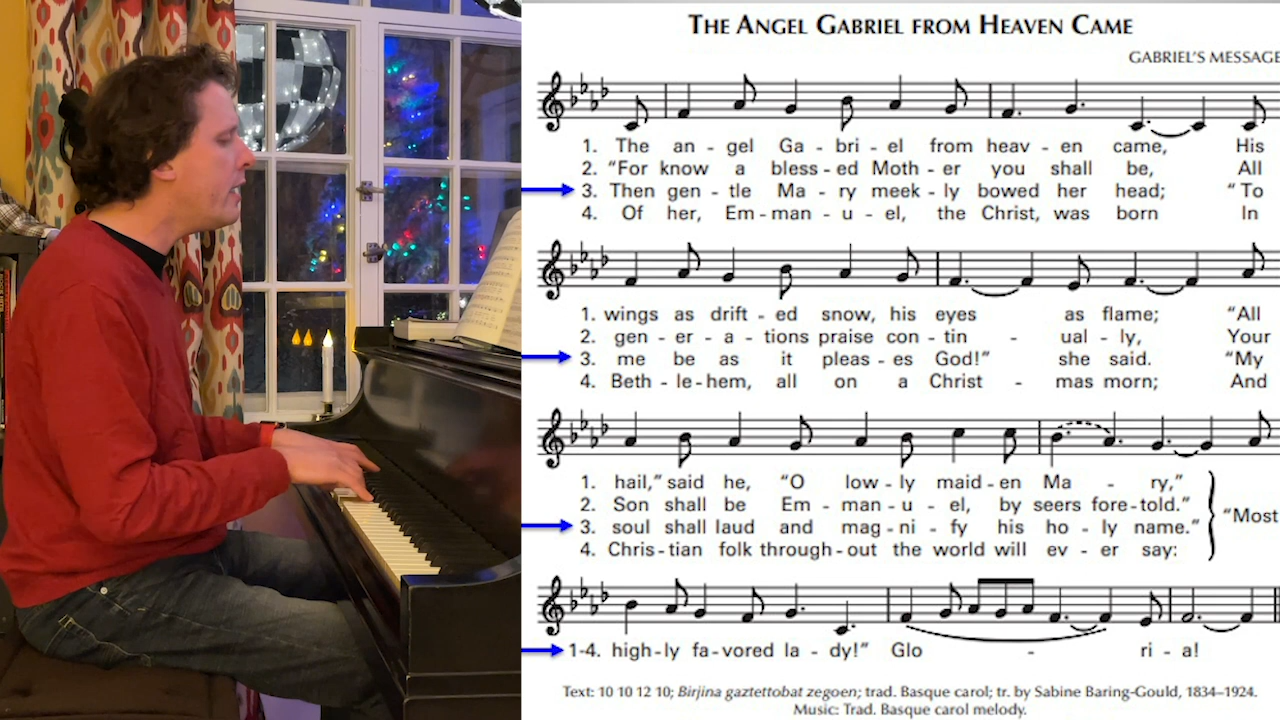 THE ANGEL GABRIEL FROM HEAVEN CAME
GABRIEL'S MESSAGE
1. The an - gel Ga - bri - el from heav - en came, His
2. “For know a bless - ed Moth - er you shall be, All
3. Then gen - tle Ma - ry meek - ly bowed her head; “To
4. Of her, Em - man - u - el, the Christ, was born In
1. wings as drift - ed snow, his eyes as flame; “All
2. gen - er - a - tions praise con - tin - ual - ly, Your
3. me be as it pleas - es God!” she said. “My
4. Beth - le - hem, all on a Christ - mas morn; And
1. hail,” said he, “O low - ly maid - en Ma - ry,”
2. Son shall be Em - man - u - el, by seers fore - told.”
3. soul shall laud and mag - ni - fy his ho - ly name.”
4. Chris - tian folk through - out the world will ev - er say:
“Most
1-4. high - ly fa - vored la - dy!” Glo - ri - a!
Text: 10 10 12 10; Birjina gaztettobat zegoen; trad. Basque carol; tr. by Sabine Baring-Gould, 1834–1924.
Music: Trad. Basque carol melody.